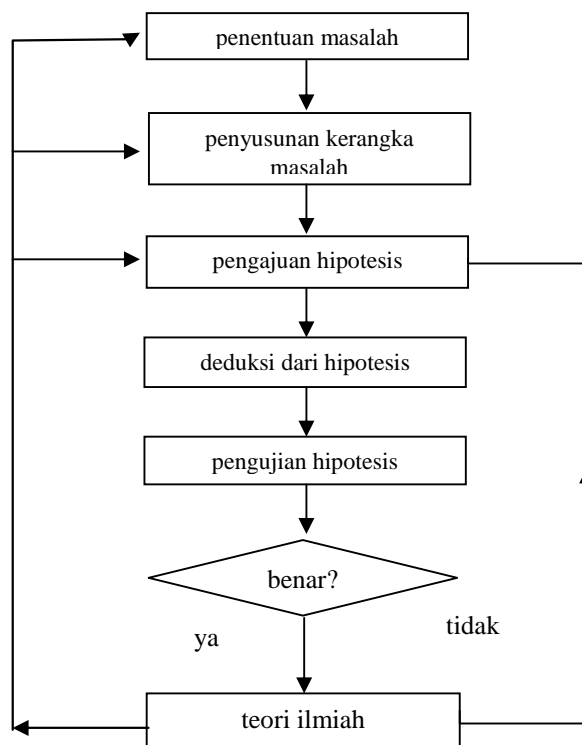 penentuan masalah
penyusunan kerangka
masalah
pengajuan hipotesis
deduksi dari hipotesis
pengujian hipotesis
benar?
ya
tidak
teori ilmiah